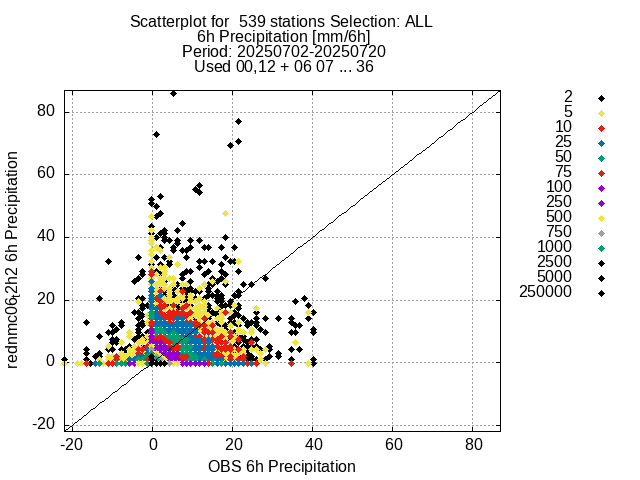 Scatterplot for  539 stations Selection: ALL
6h Precipitation [mm/6h]
Period: 20250702-20250720
Used 00,12 + 06 07 ... 36
80
60
40
20
0
-20
-20 0 20 40 60 80
rednmc06,2h2 6h Precipitation
OBS 6h Precipitation
2
5
10
25
50
75
100
250
500
750
1000
2500
5000
250000